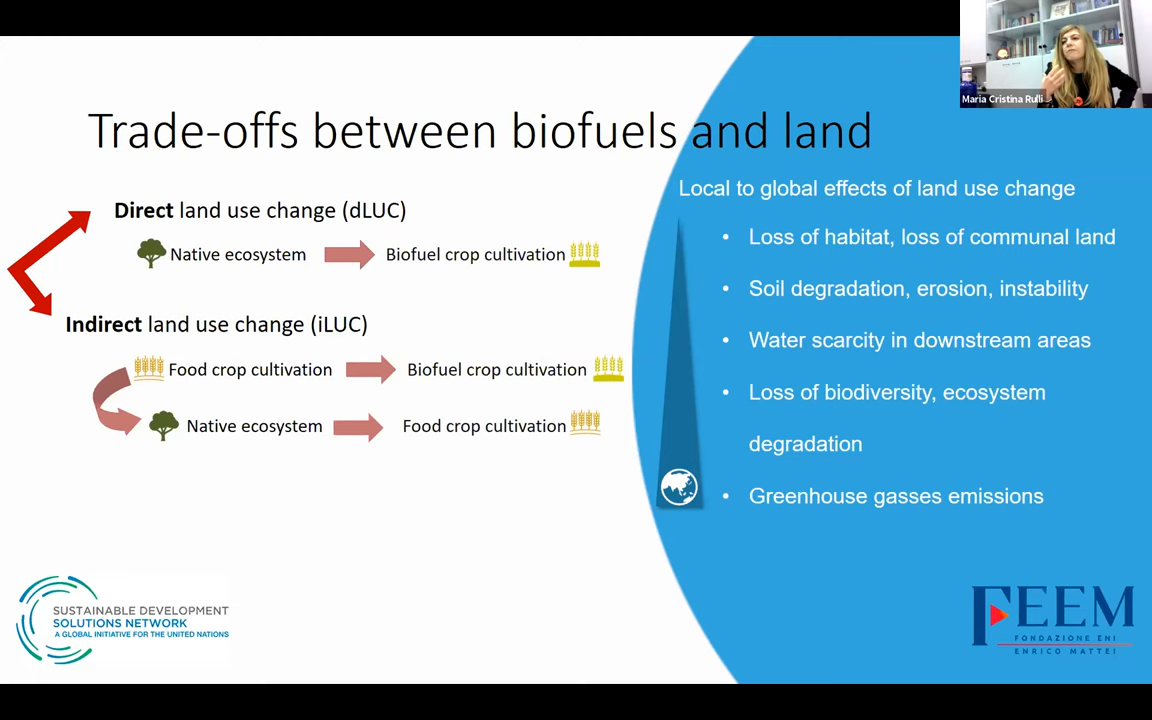 Maria Cristina Rulli
Trade-offs between biofuels and land
Direct land use change (dLUC)
Native ecosystem
Biofuel crop cultivation
Indirect land use change (iLUC)
Food crop cultivation
Biofuel crop cultivation
Native ecosystem
Food crop cultivation
Local to global effects of land use change
• Loss of habitat, loss of communal land
• Soil degradation, erosion, instability
• Water scarcity in downstream areas
• Loss of biodiversity, ecosystem
degradation
• Greenhouse gasses emissions
SUSTAINABLE DEVELOPMENT
SOLUTIONS NETWORK
A GLOBAL INITIATIVE FOR THE UNITED NATIONS
FEEM
FONDAZIONE ENI
ENRICO MATTEI